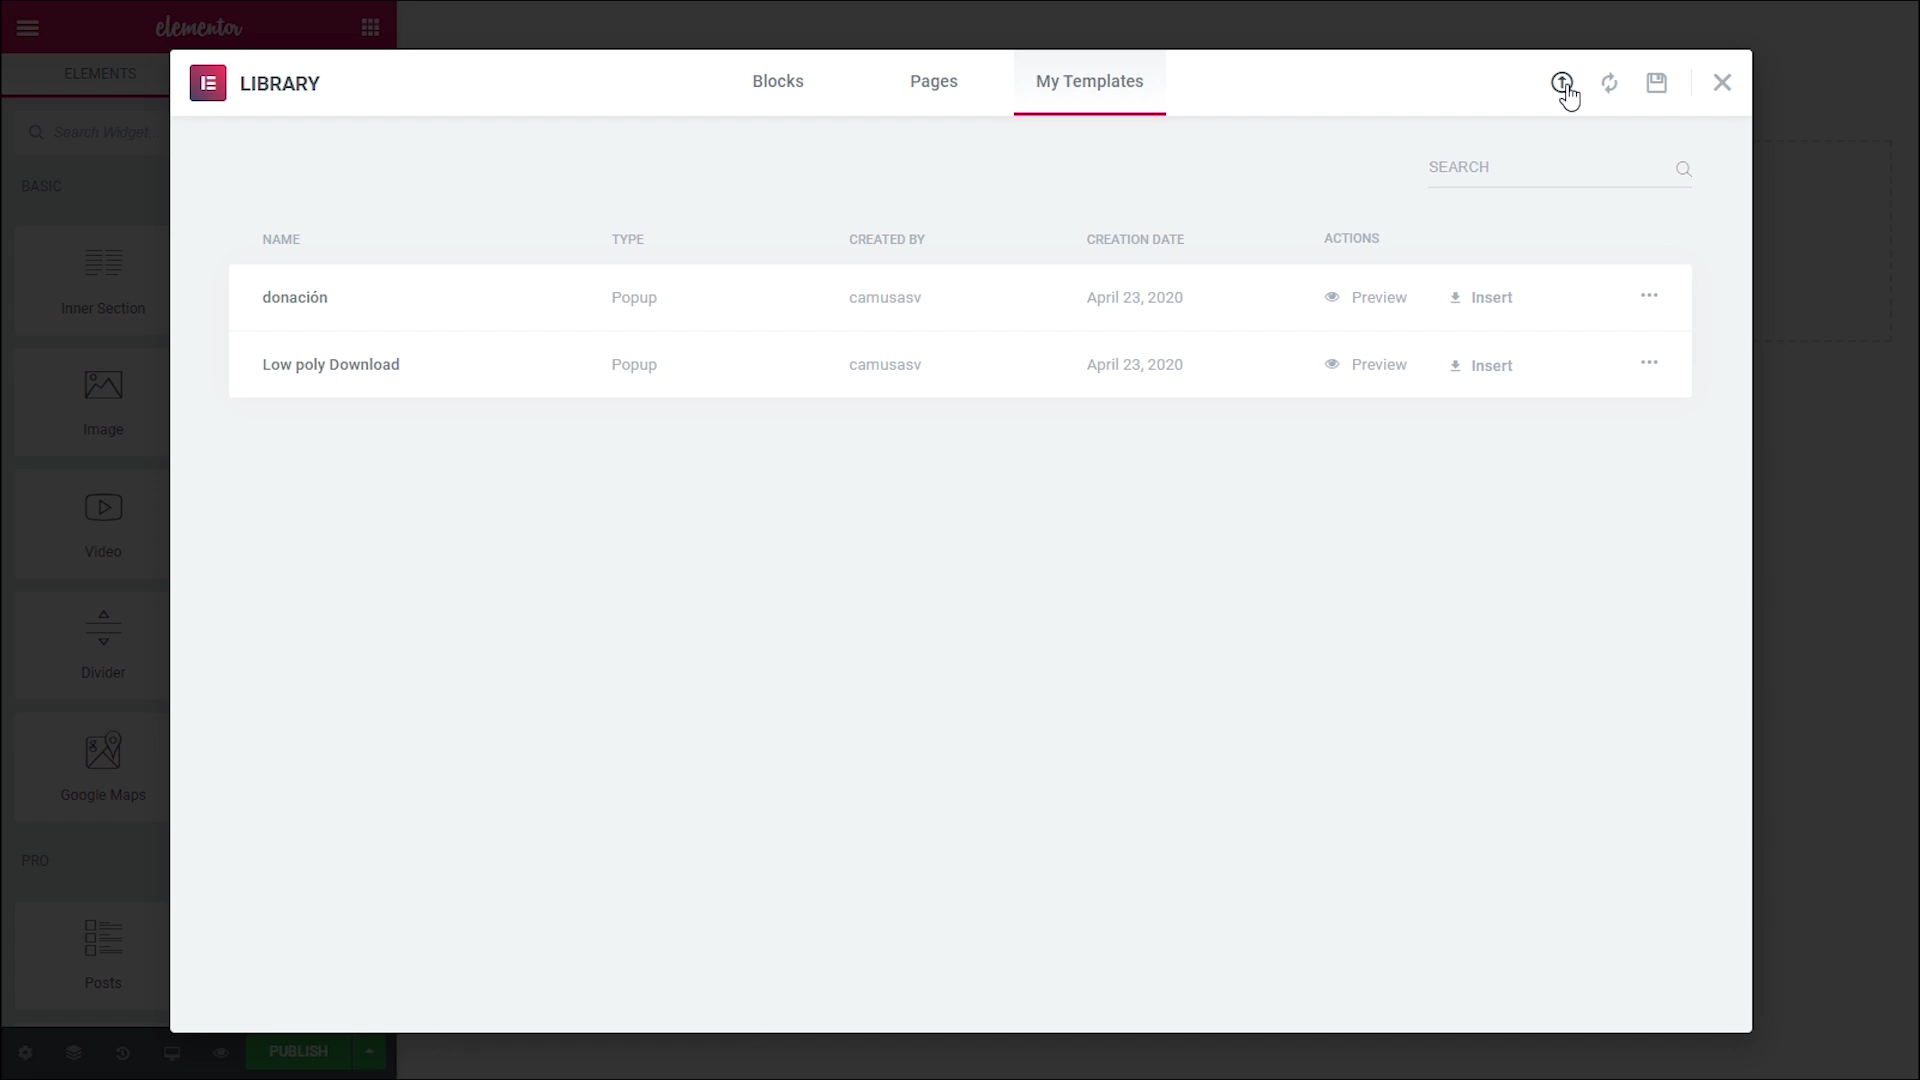 elementor
ELEMENTS
LIBRARY
Blocks
Pages
My Templates
Search Widget...
SEARCH
BASIC
NAME
TYPE
CREATED BY
CREATION DATE
ACTIONS
donación
Popup
camusasv
April 23, 2020
Preview
Insert
Low poly Download
Popup
camusasv
April 23, 2020
Preview
Insert
Inner Section
Image
Video
Divider
Google Maps
PRO
Posts
PUBLISH